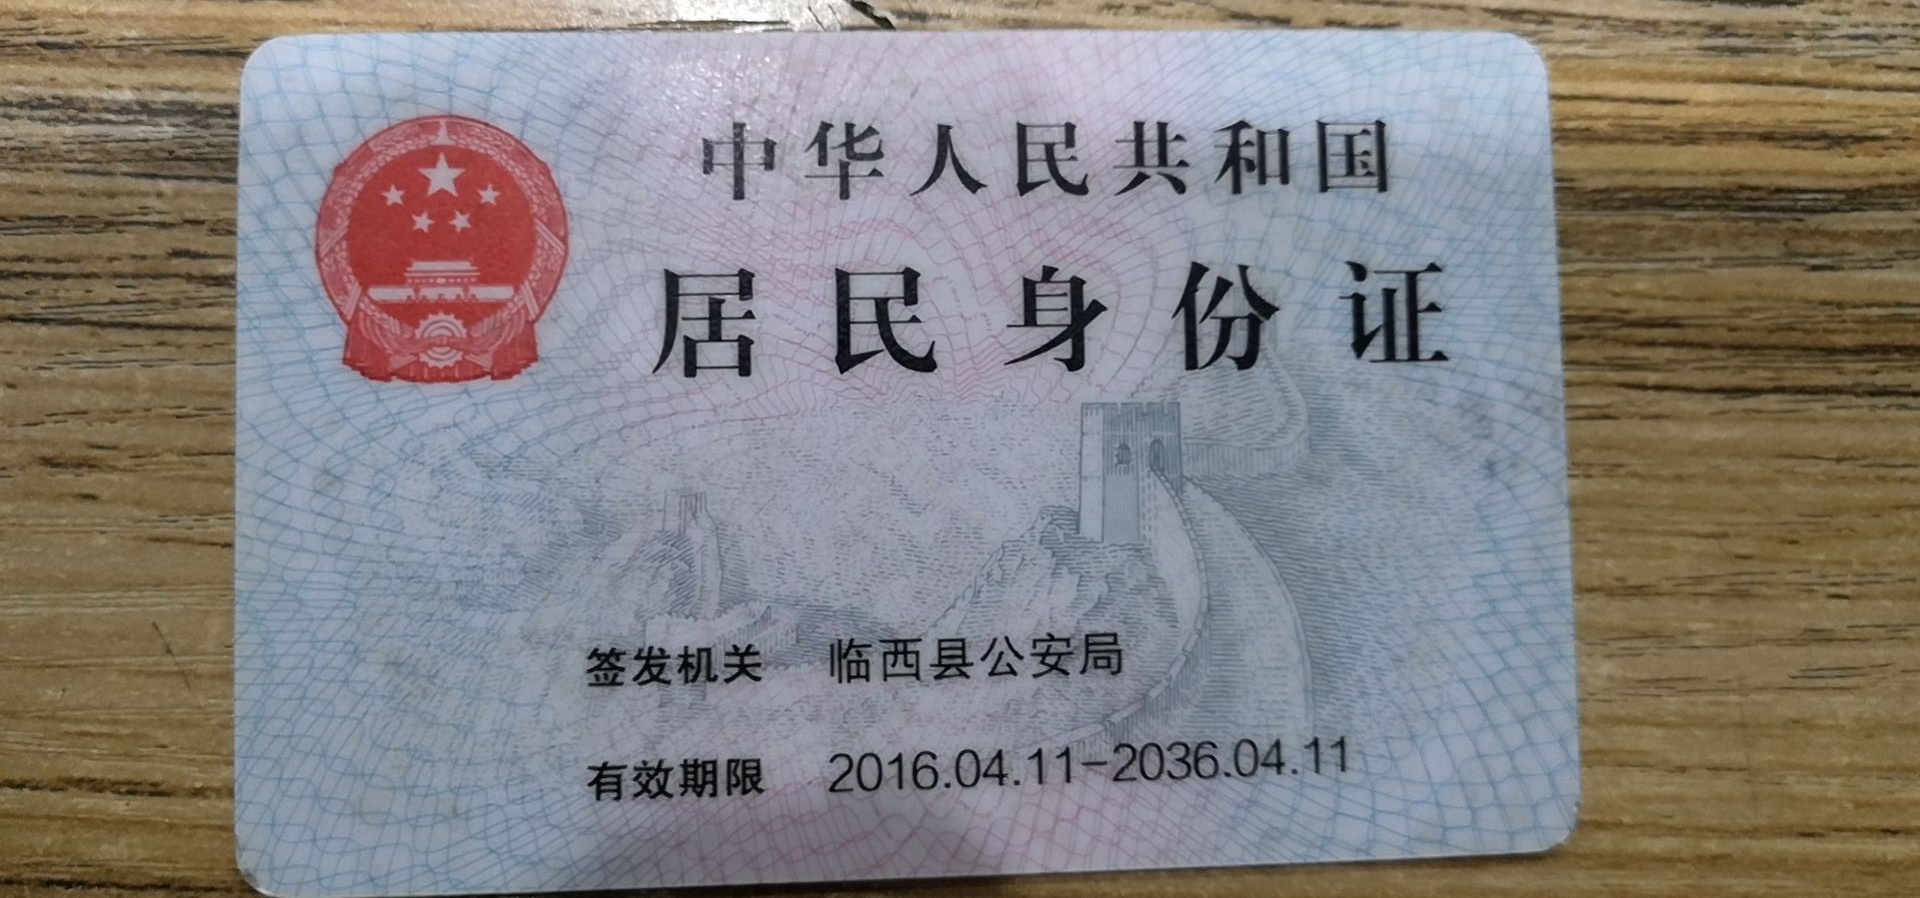 中华人民共和国
居民身份证
签发机关 临西县公安局
有效期限 2016.04.11-2036.04.11